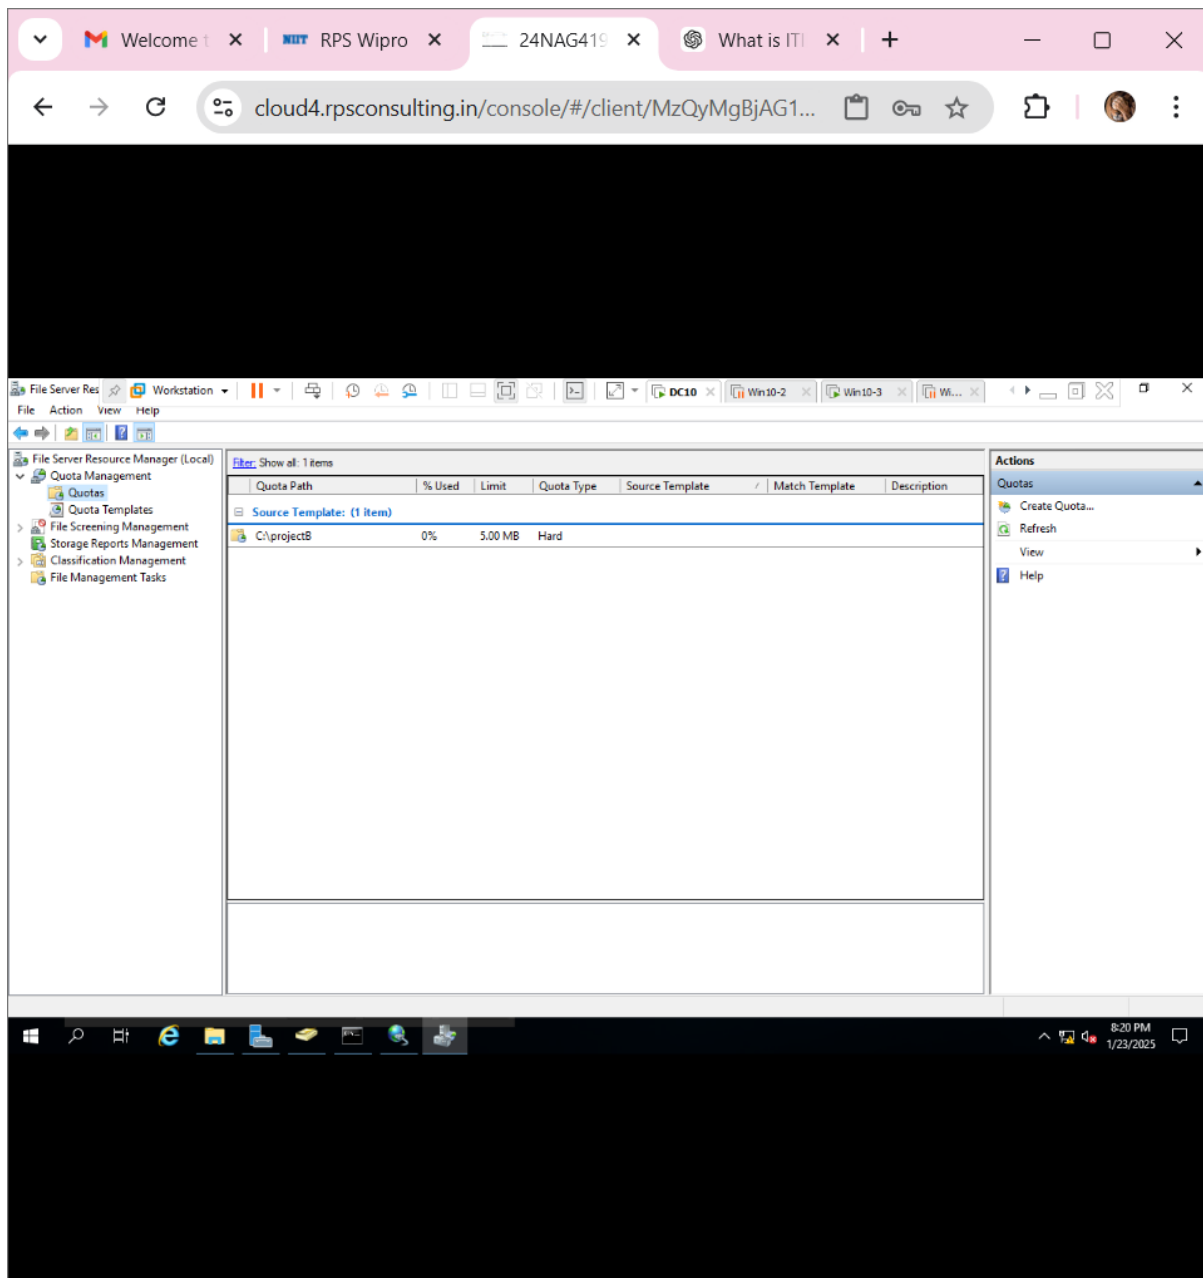 Welcome t
NIIT RPS Wipro
24NAG419
What is ITI
cloud4.rpsconsulting.in/console/#/client/MzQyMgBjAG1...
File Server Res
Workstation
DC10
Win10-2
Win10-3
Wi...
File Action View Help
File Server Resource Manager (Local)
Quota Management
Quotas
Quota Templates
File Screening Management
Storage Reports Management
Classification Management
File Management Tasks
Filter: Show all: 1 items
Quota Path % Used Limit Quota Type Source Template Match Template Description
Source Template: (1 item)
C:\projectB 0% 5.00 MB Hard
Actions
Quotas
Create Quota...
Refresh
View
Help
8:20 PM
1/23/2025